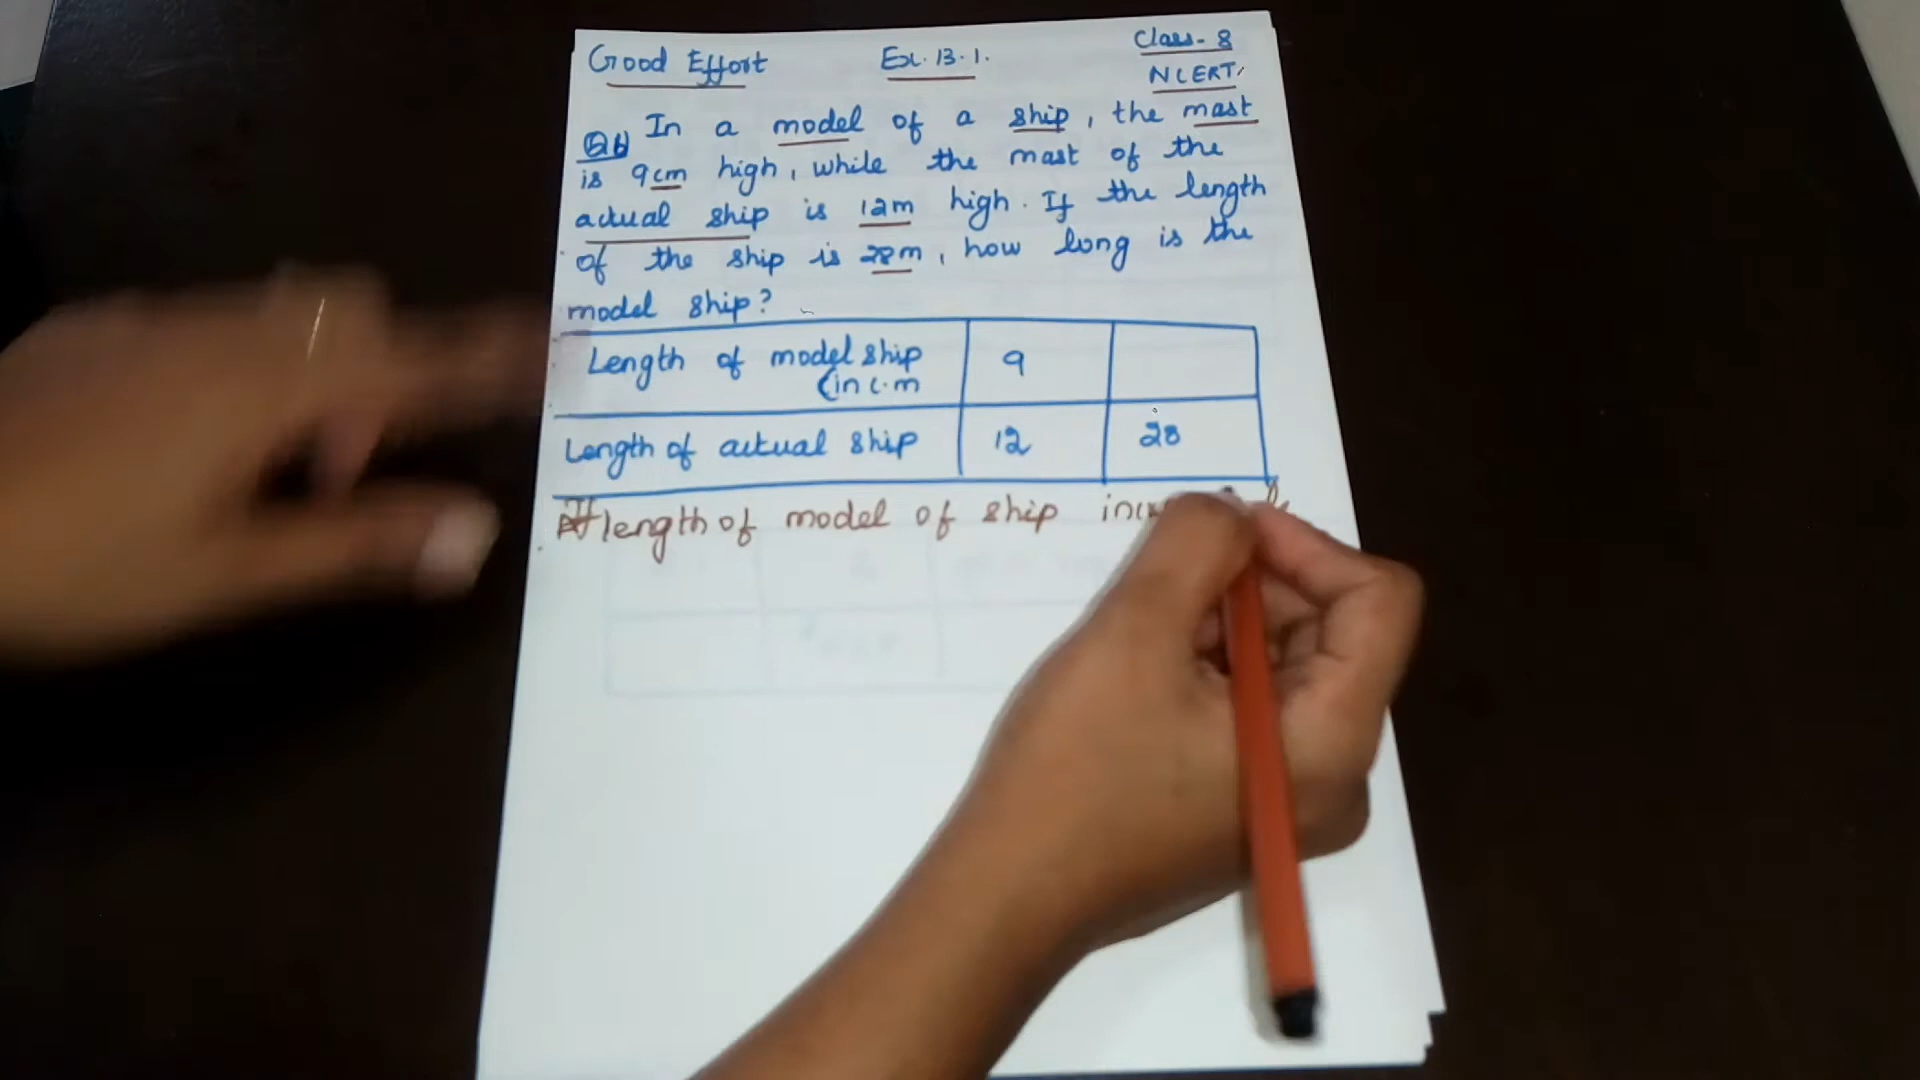 Good Effort Ex. 13.1. Class-8
NCERT
Q6 In a model of a ship, the mast
is 9cm high, while the mast of the
actual ship is 12m high. If the length
of the ship is 28m, how long is the
model ship?
Length of model ship 9
(in c.m
Length of actual ship 12 28
If length of model of ship